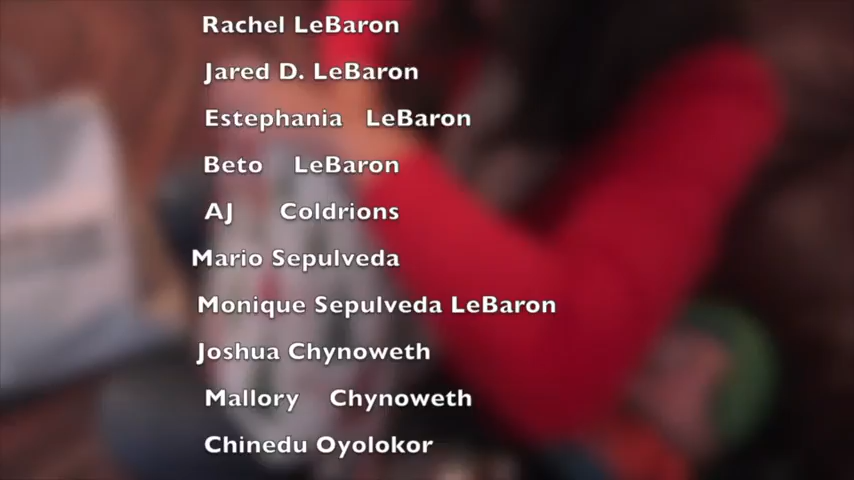 Rachel LeBaron
Jared D. LeBaron
Estephania LeBaron
Beto LeBaron
AJ Coldrions
Mario Sepulveda
Monique Sepulveda LeBaron
Joshua Chynoweth
Mallory Chynoweth
Chinedu Oyolokor